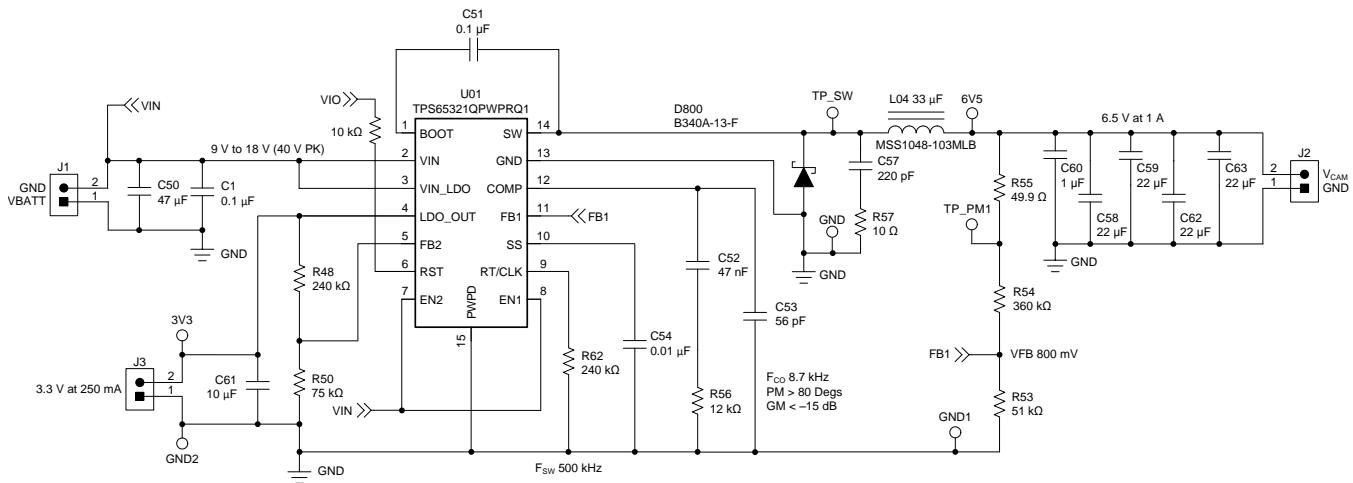 C51
0.1 µF
U01
TPS65321QPWPRQ1
VIN
VIO
10 kΩ
1 BOOT
2 VIN
3 VIN_LDO
4 LDO_OUT
5 FB2
6 RST
7 EN2
SW 14
GND 13
COMP 12
FB1 11
SS 10
RT/CLK 9
EN1 8
PWPD
15
9 V to 18 V (40 V PK)
J1
GND 2
VBATT 1
C50
47 µF
C1
0.1 µF
GND
R48
240 kΩ
3V3
J3
3.3 V at 250 mA
2
1
C61
10 µF
R50
75 kΩ
GND2
GND
VIN
FB1
R62
240 kΩ
C54
0.01 µF
C52
47 nF
C53
56 pF
R56
12 kΩ
FSW 500 kHz
FCO 8.7 kHz
PM > 80 Degs
GM < –15 dB
D800
B340A-13-F
TP_SW
L04 33 µF
MSS1048-103MLB
6V5
6.5 V at 1 A
C57
220 pF
R57
10 Ω
GND
GND
R55
49.9 Ω
TP_PM1
R54
360 kΩ
FB1
VFB 800 mV
R53
51 kΩ
GND1
C60
1 µF
C58
22 µF
C59
22 µF
C62
22 µF
C63
22 µF
GND
J2
2 VCAM
1 GND